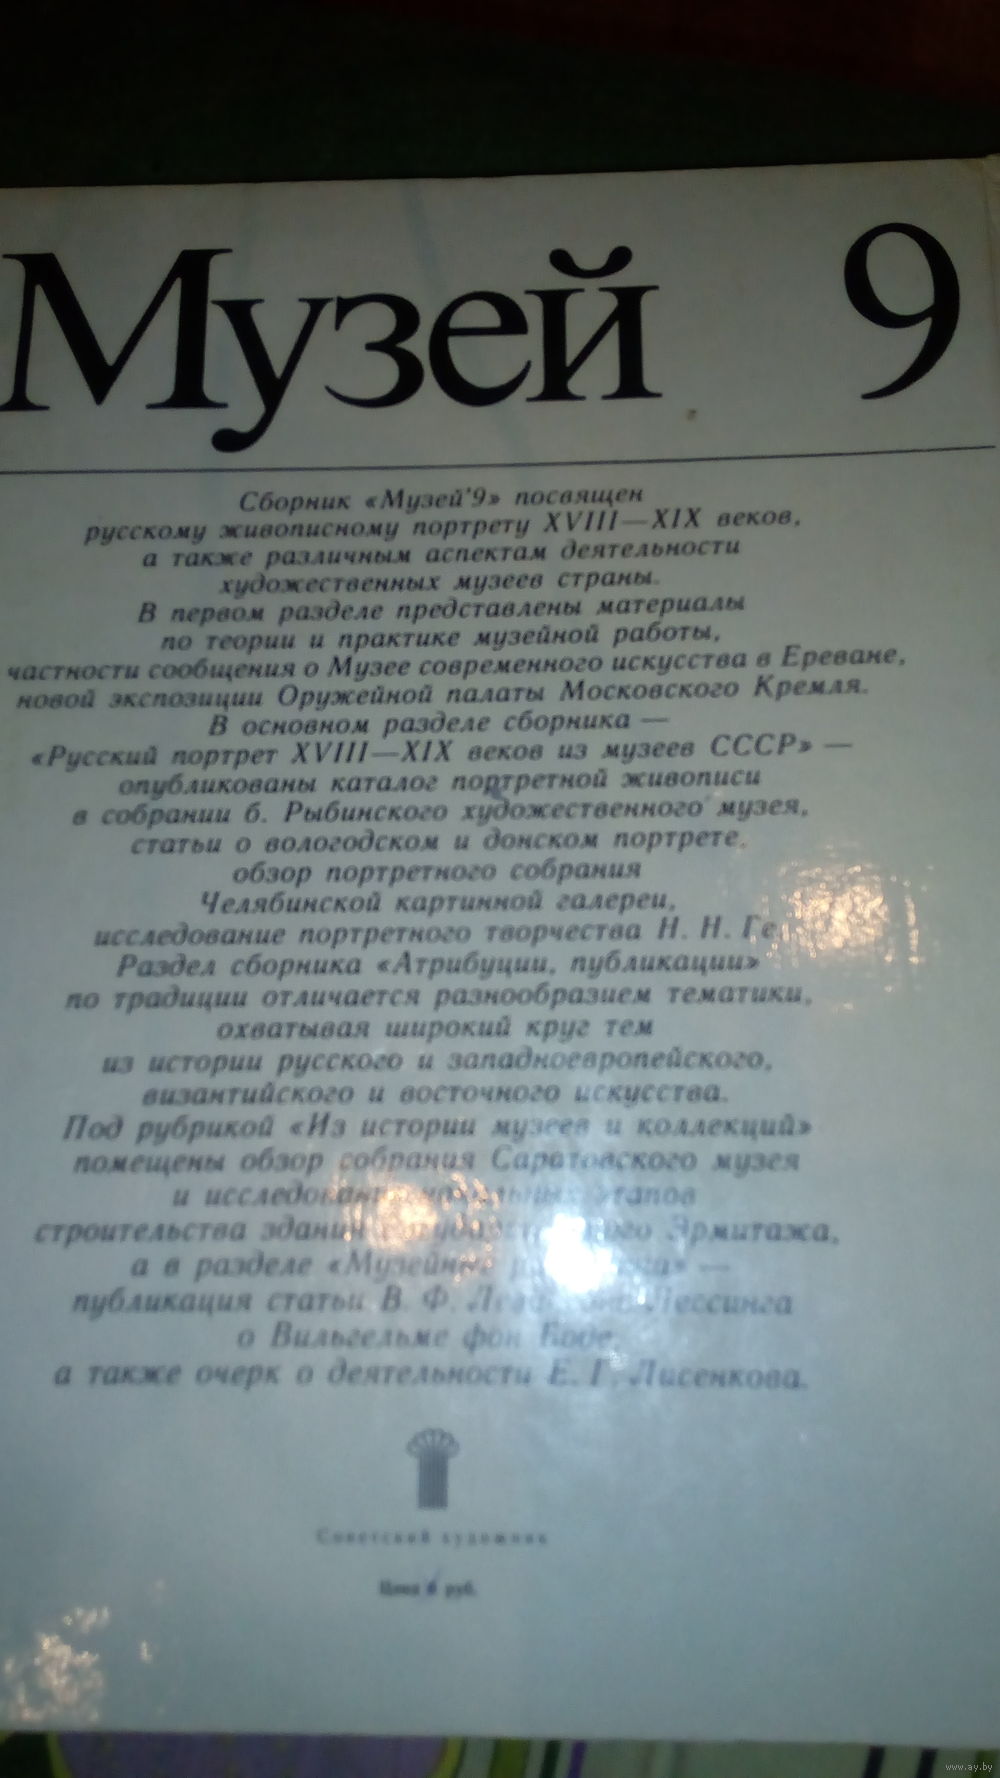 Музей 9
Сборник «Музей'9» посвящен
русскому живописному портрету XVIII—XIX веков,
а также различным аспектам деятельности
художественных музеев страны.
В первом разделе представлены материалы
по теории и практике музейной работы,
частности сообщения о Музее современного искусства в Ереване,
новой экспозиции Оружейной палаты Московского Кремля.
В основном разделе сборника —
«Русский портрет XVIII—XIX веков из музеев СССР» —
опубликованы каталог портретной живописи
в собрании б. Рыбинского художественного музея,
статьи о вологодском и донском портрете,
обзор портретного собрания
Челябинской картинной галереи,
исследование портретного творчества Н. Н. Ге.
Раздел сборника «Атрибуции, публикации»
по традиции отличается разнообразием тематики,
охватывая широкий круг тем
из истории русского и западноевропейского,
византийского и восточного искусства.
Под рубрикой «Из истории музеев и коллекций»
помещены обзор собрания Саратовского музея
и этапов
строительства Эрмитажа,
а в разделе —
публикация статьи В. Ф. Лессинга
о Вильгельме фон Боде,
а также очерк о деятельности Е. Г. Лисенкова.
Советский художник
Цена руб.
www.ay.by